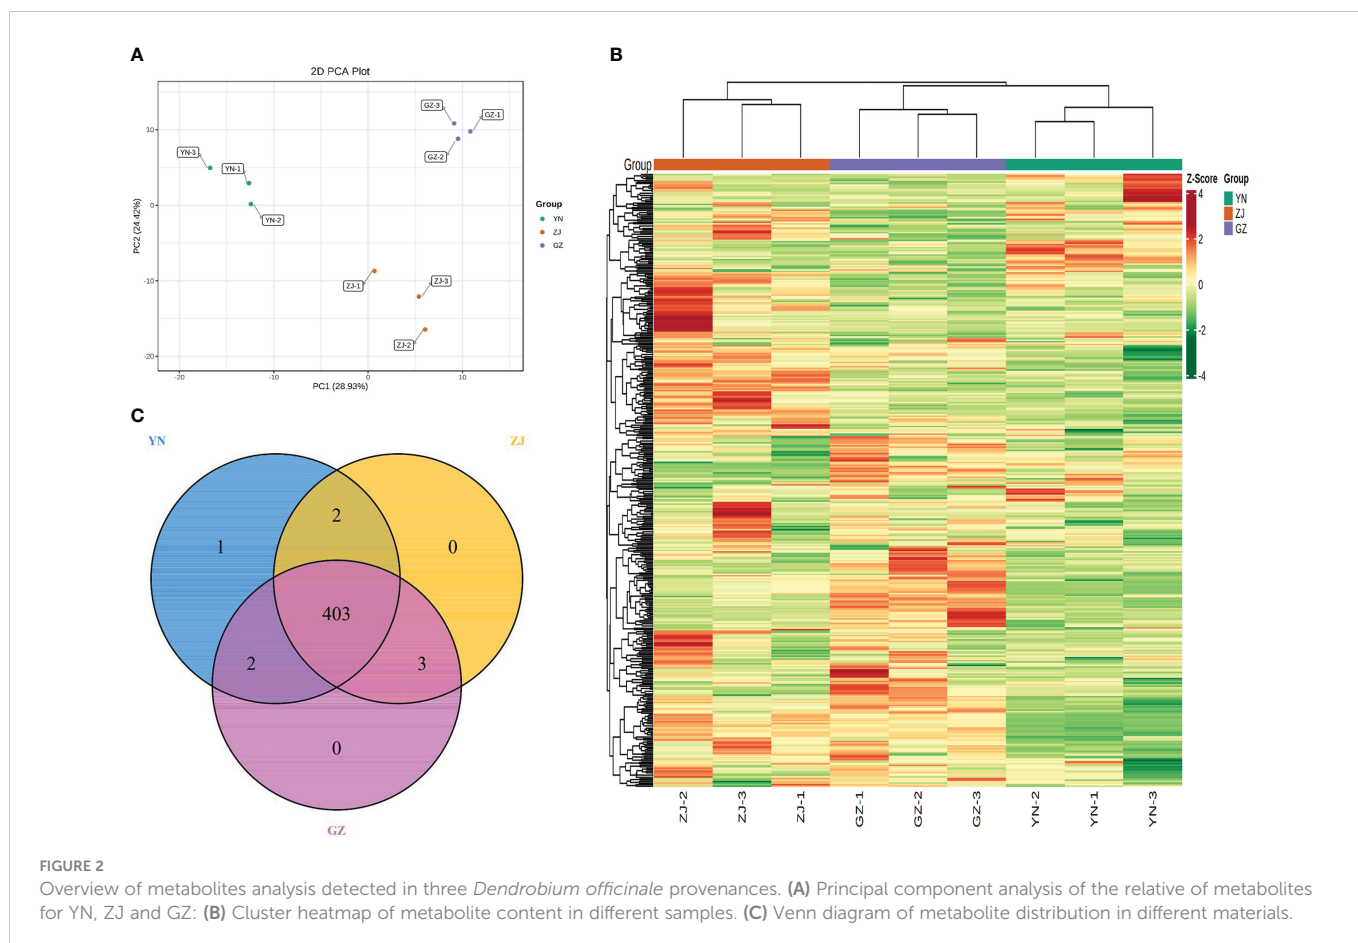 A
2D PCA Plot
GZ-3
GZ-1
GZ-2
YN-3
YN-1
YN-2
ZJ-1
ZJ-3
ZJ-2
10
0
-10
-20
PC2 (24.42%)
-20
-10
0
10
PC1 (28.93%)
Group
YN
ZJ
GZ
B
Group
Z-Score
4
2
0
-2
-4
Group
YN
ZJ
GZ
ZJ-2
ZJ-3
ZJ-1
GZ-1
GZ-2
GZ-3
YN-2
YN-1
YN-3
C
YN
ZJ
2
1
0
403
2
3
0
GZ
FIGURE 2
Overview of metabolites analysis detected in three Dendrobium officinale provenances. (A) Principal component analysis of the relative of metabolites
for YN, ZJ and GZ: (B) Cluster heatmap of metabolite content in different samples. (C) Venn diagram of metabolite distribution in different materials.